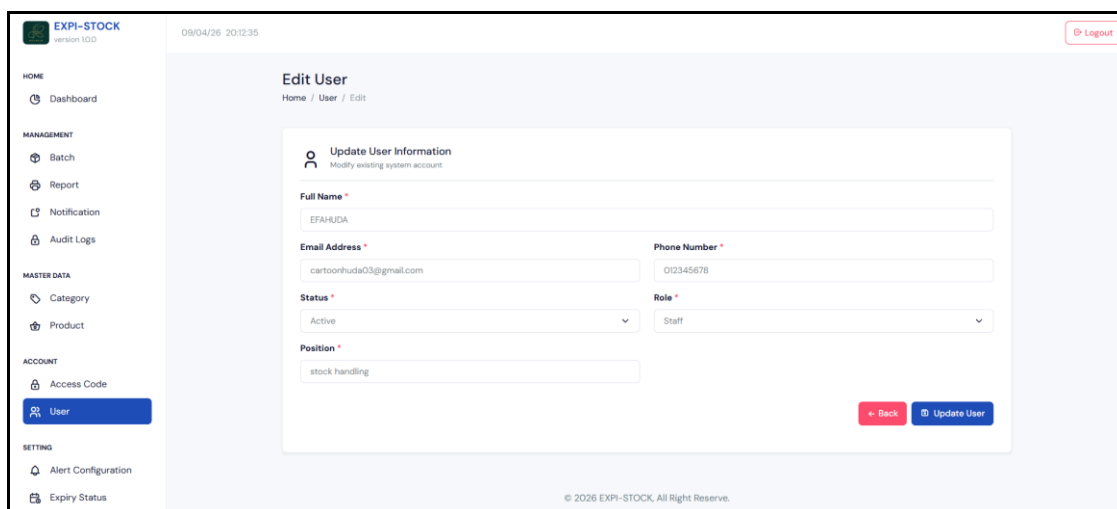 EXPI-STOCK
version 1.0.0
09/04/26 20:12:35
Logout
HOME
Dashboard
MANAGEMENT
Batch
Report
Notification
Audit Logs
MASTER DATA
Category
Product
ACCOUNT
Access Code
User
SETTING
Alert Configuration
Expiry Status
Edit User
Home / User / Edit
Update User Information
Modify existing system account
Full Name *
EFAHUDA
Email Address * Phone Number *
cartoonhuda03@gmail.com 012345678
Status * Role *
Active Staff
Position *
stock handling
← Back Update User
© 2026 EXPI-STOCK, All Right Reserve.